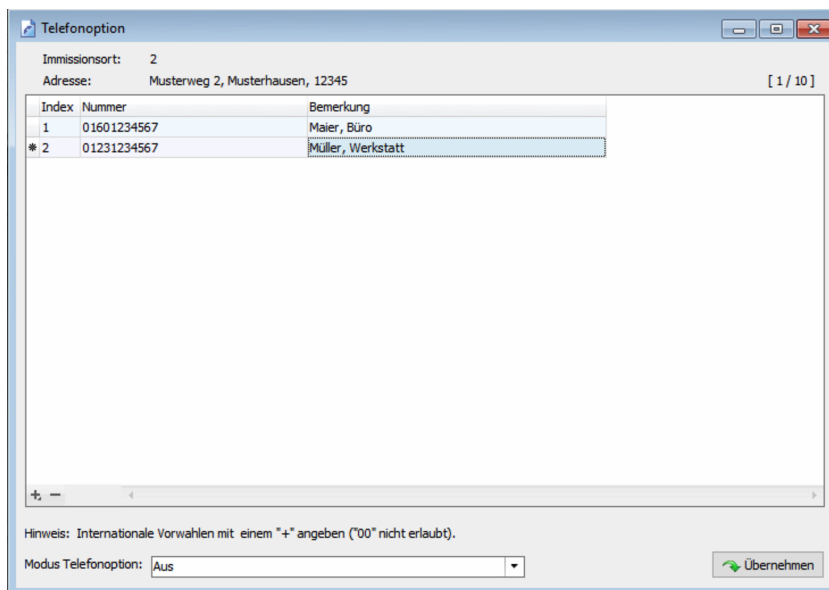 Telefonoption
Immissionsort: 2
Adresse: Musterweg 2, Musterhausen, 12345 [ 1 / 10 ]
Index Nummer Bemerkung
1 01601234567 Maier, Büro
* 2 01231234567 Müller, Werkstatt
Hinweis: Internationale Vorwahlen mit einem "+" angeben ("00" nicht erlaubt).
Modus Telefonoption: Aus Übernehmen